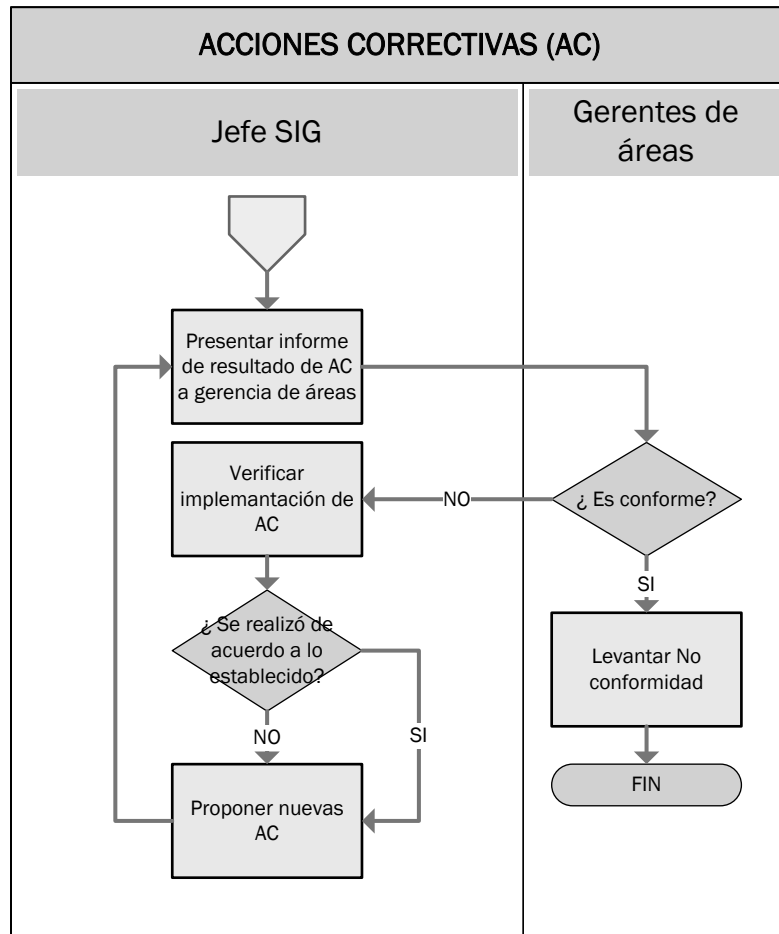 ACCIONES CORRECTIVAS (AC)
Jefe SIG
Gerentes de
áreas
Presentar informe
de resultado de AC
a gerencia de áreas
Verificar
implemantación de
AC
NO
¿ Es conforme?
SI
¿ Se realizó de
acuerdo a lo
establecido?
Levantar No
conformidad
NO
SI
FIN
Proponer nuevas
AC